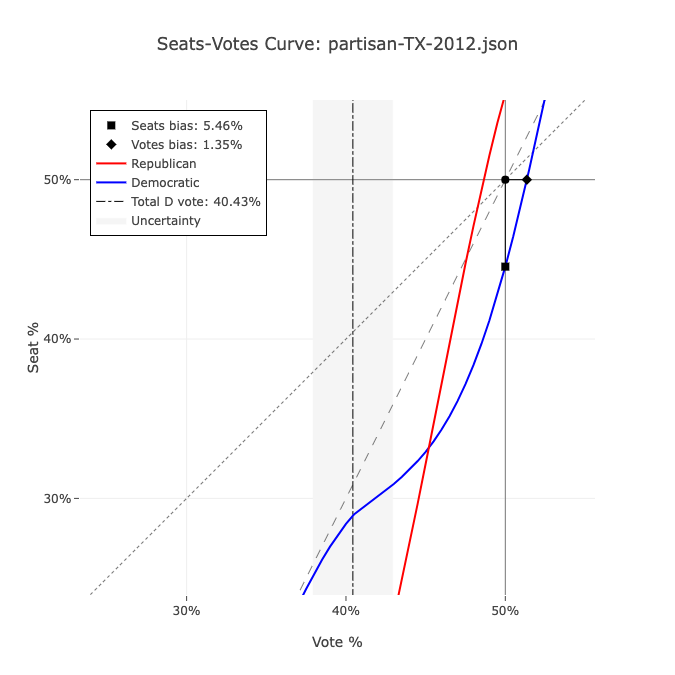 Seats-Votes Curve: partisan-TX-2012.json
Seats bias: 5.46%
Votes bias: 1.35%
Republican
Democratic
Total D vote: 40.43%
Uncertainty
50%
40%
30%
Seat %
30%
40%
50%
Vote %